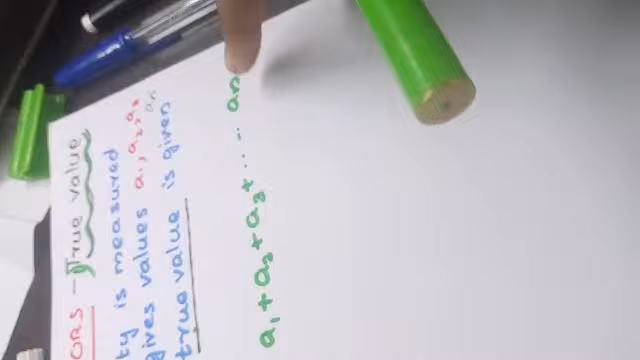 ORS - True value
ty is measured
gives values a₁, a₂, a₃
an
true value is given
a₁ + a₂ + a₃ + ..... an